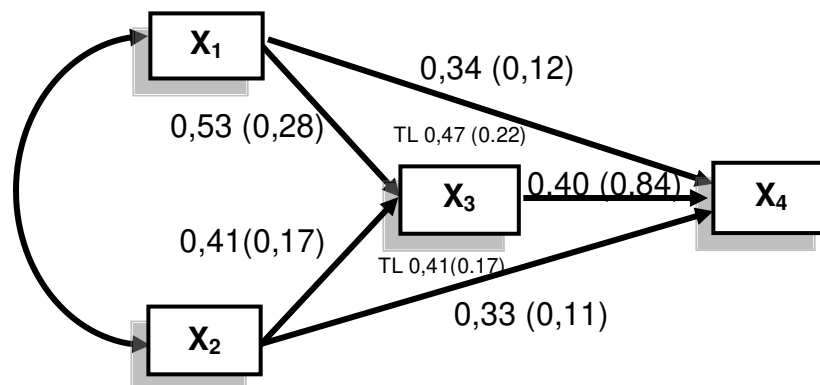 X₁
0,34 (0,12)
0,53 (0,28)
TL 0,47 (0.22)
X₃
0,40 (0,84)
X₄
0,41(0,17)
TL 0,41(0.17)
0,33 (0,11)
X₂